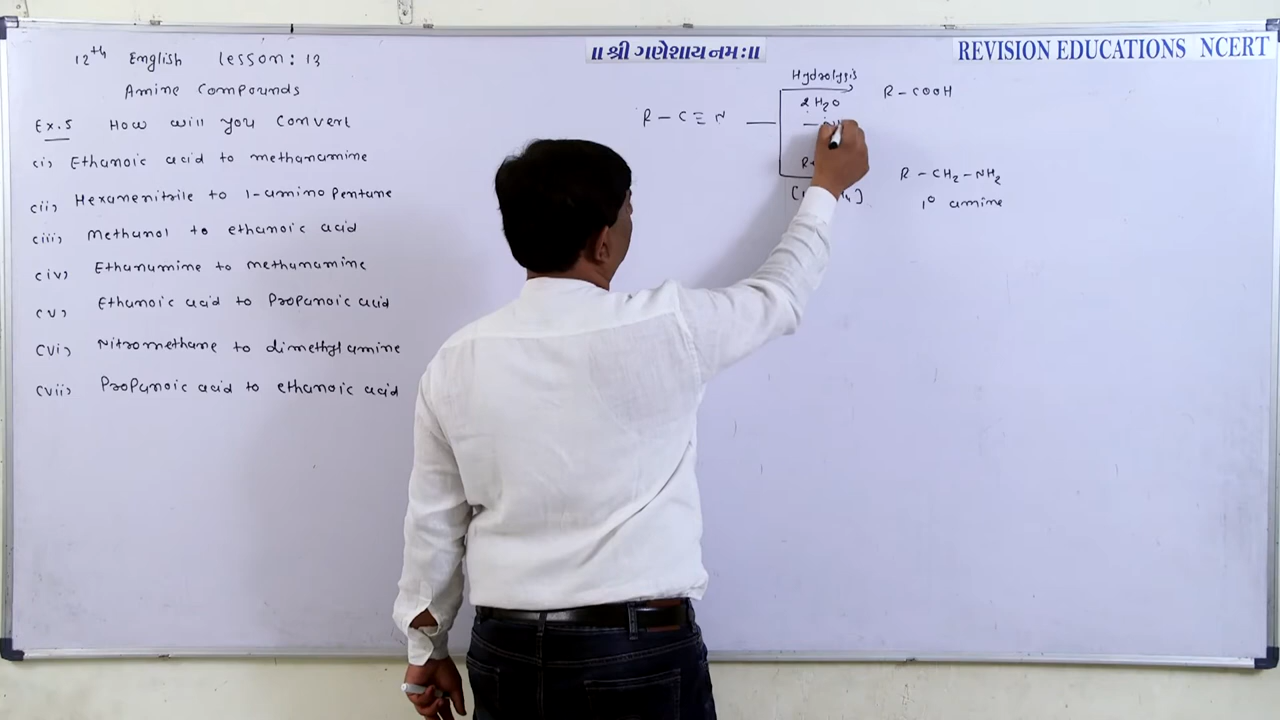 ॥ શ્રી ગણેશાય નમઃ॥
REVISION EDUCATIONS NCERT
12th English Lesson: 13
Amine Compounds
Ex.5 How will you Convert
(i) Ethanoic acid to methanamine
(ii) Hexanenitrile to 1-amino Pentane
(iii) Methanol to ethanoic acid
(iv) Ethanamine to methanamine
(v) Ethanoic acid to Propanoic acid
(vi) Nitromethane to dimethyl amine
(vii) Propanoic acid to ethanoic acid
Hydrolysis
R - C ≡ N
2 H2O
R - COOH
R - CH2 - NH2
1° amine